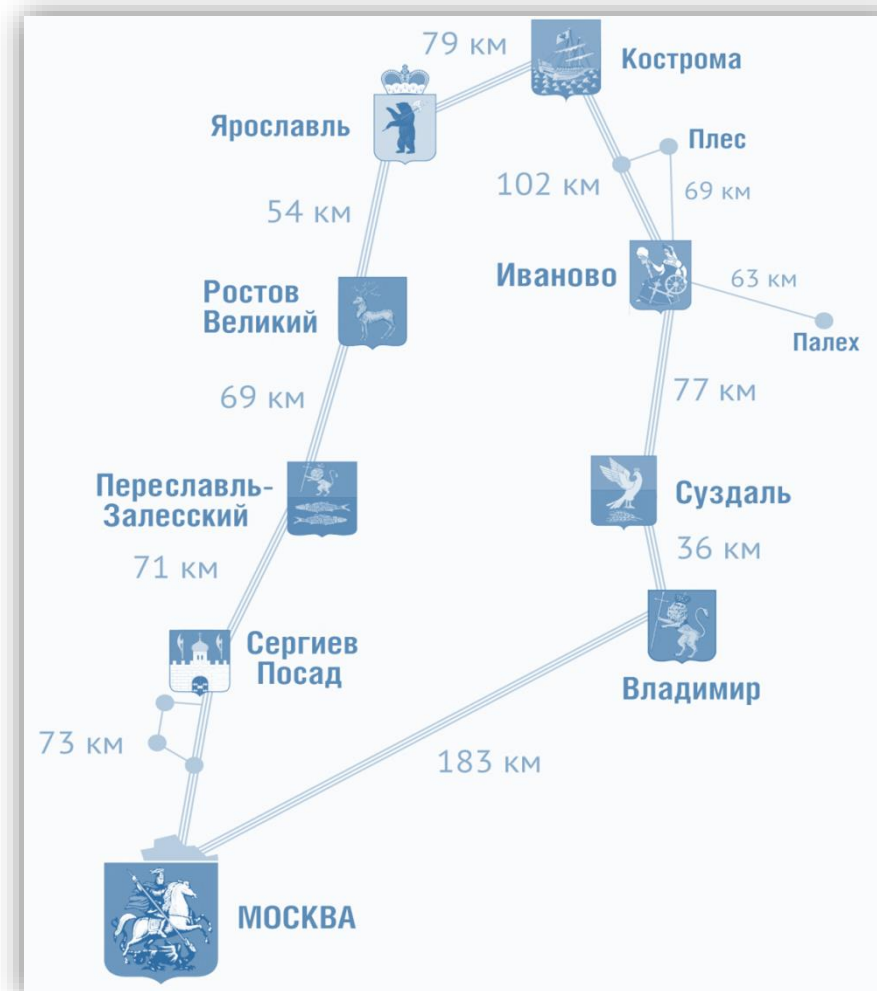 79 км
Кострома
Ярославль
Плес
102 км
69 км
54 км
Иваново
63 км
Ростов
Великий
Палех
69 км
77 км
Переславль-
Залесский
Суздаль
71 км
36 км
Сергиев
Посад
Владимир
73 км
183 км
МОСКВА